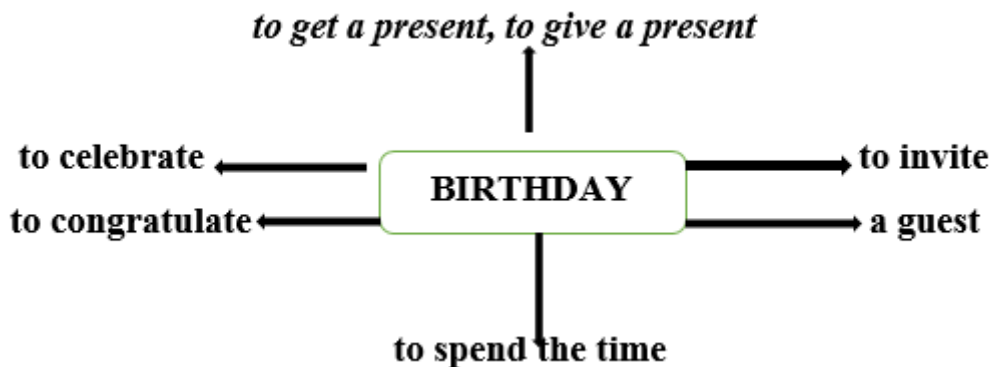 to get a present, to give a present
to celebrate
to invite
BIRTHDAY
to congratulate
a guest
to spend the time